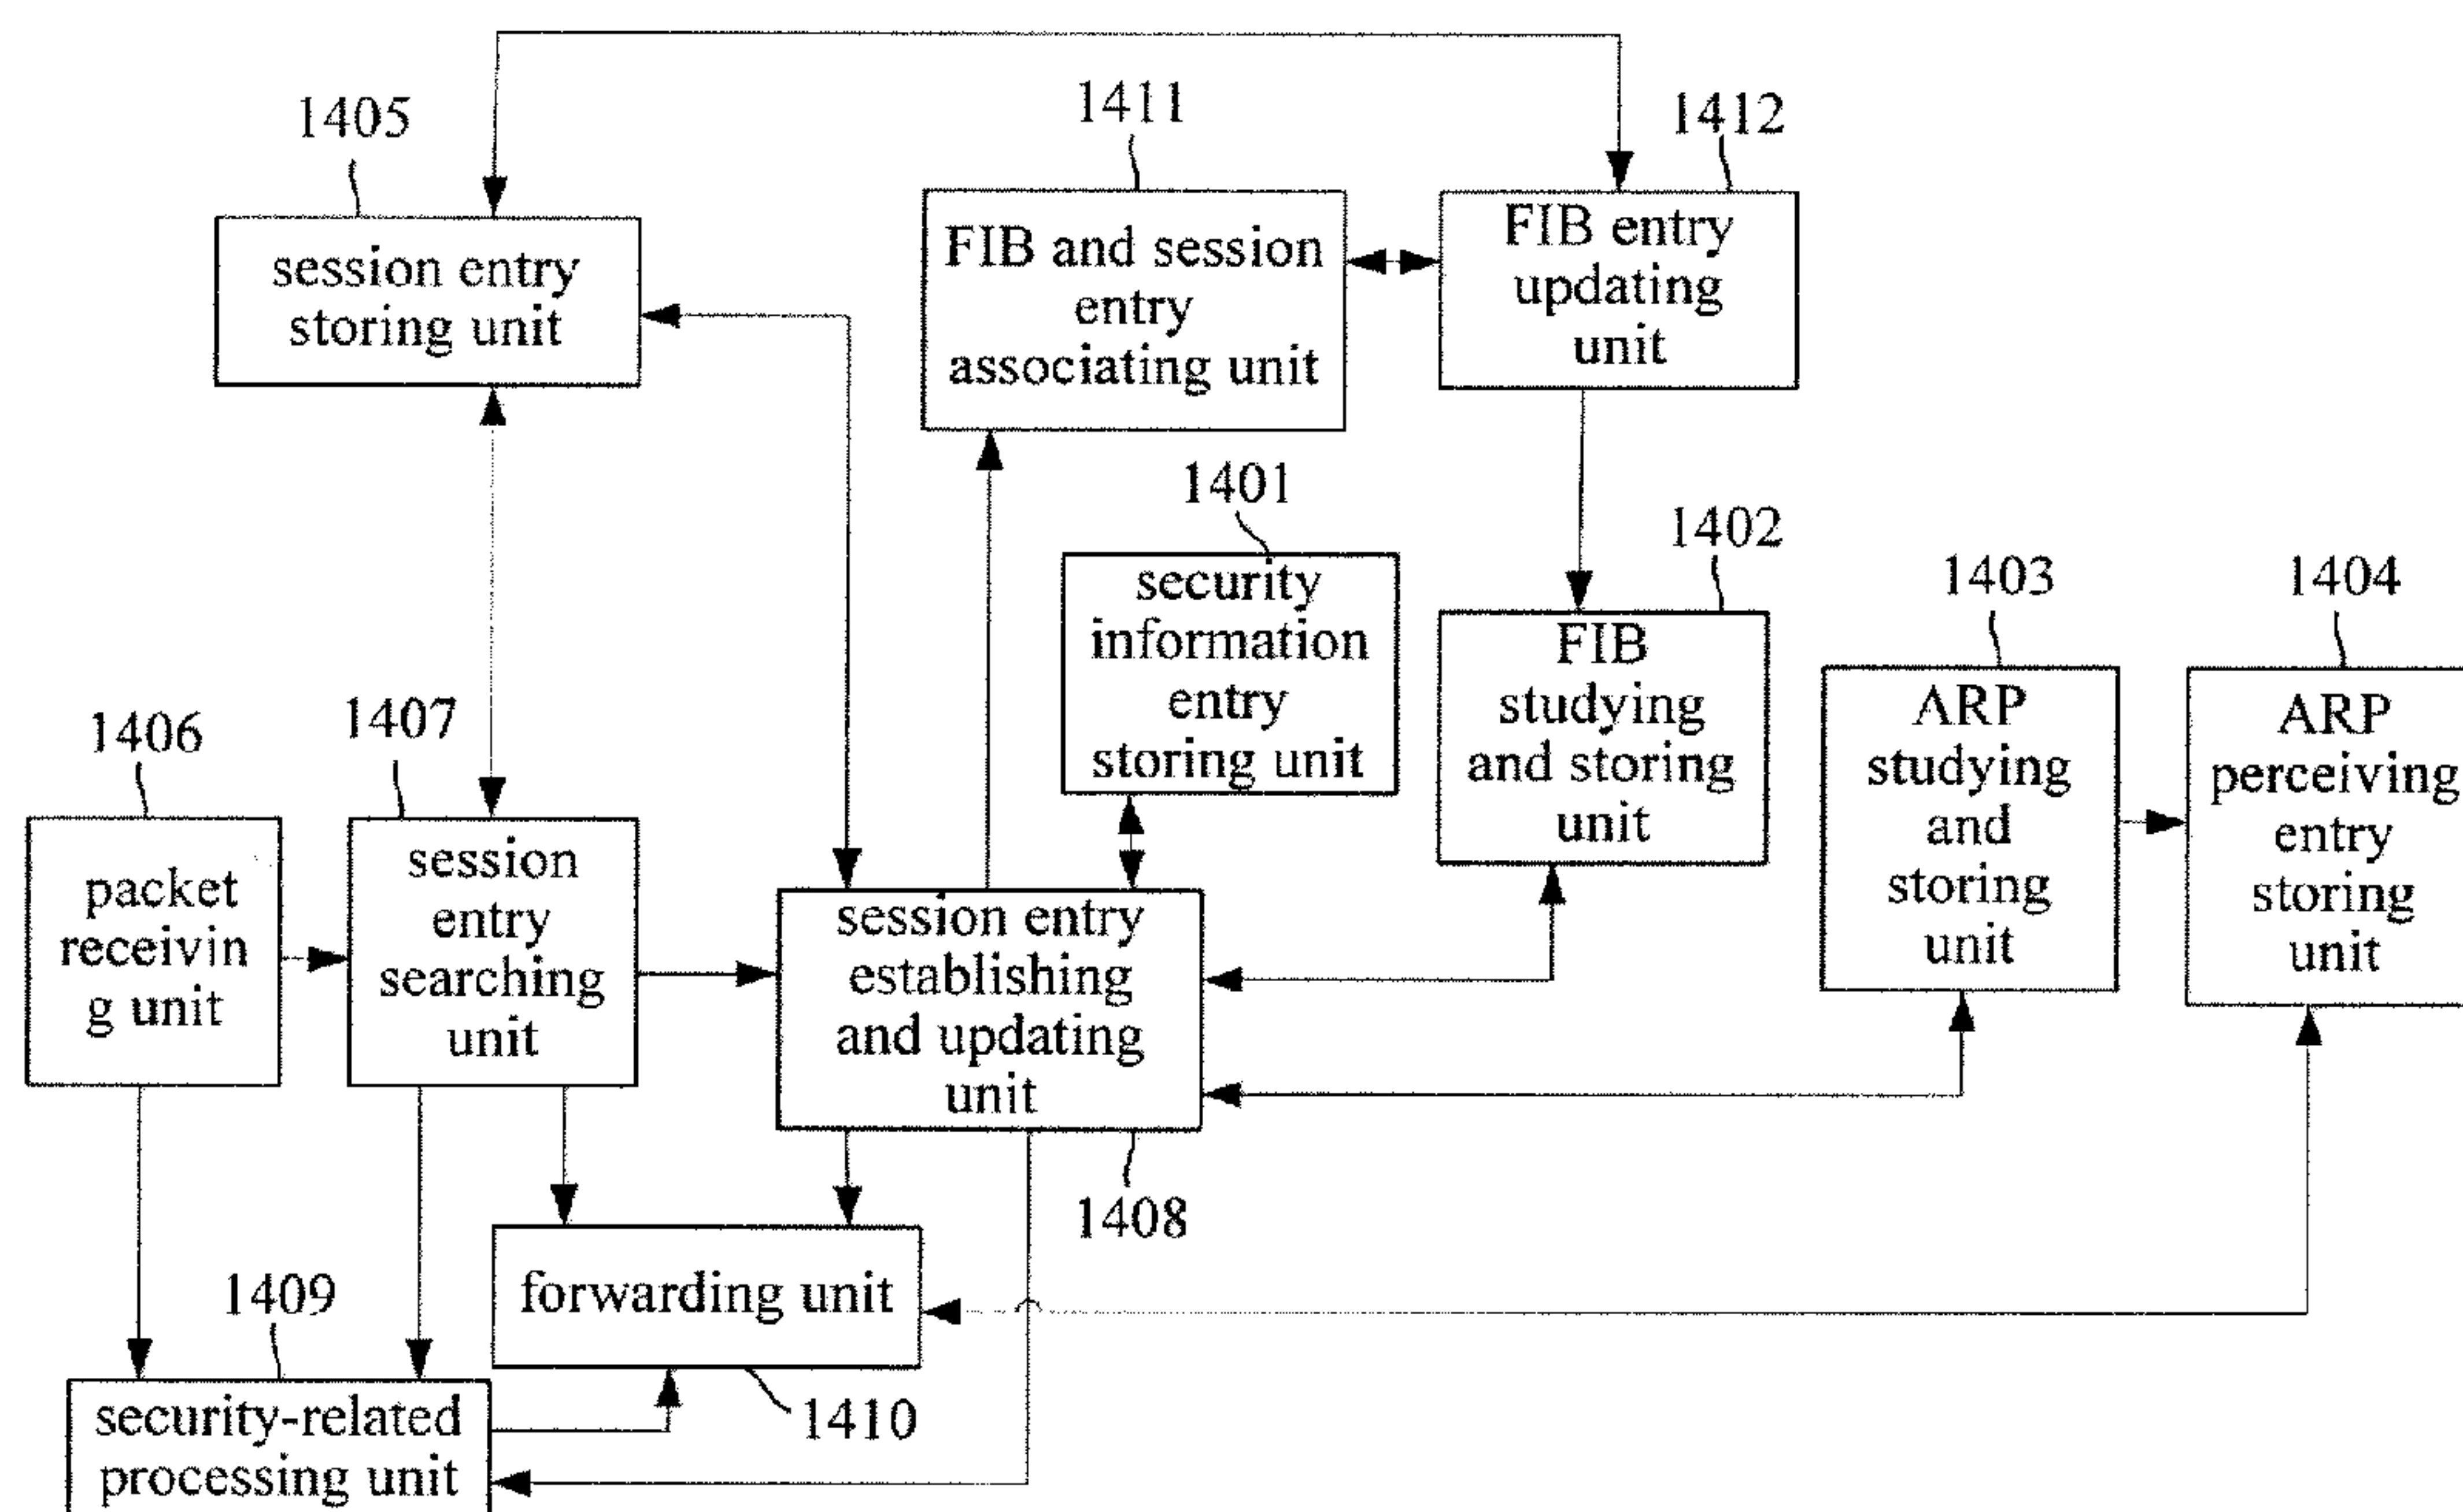 1405
1411
1412
session entry
storing unit
FIB and session
entry
associating unit
FIB entry
updating
unit
1401
1402
1403
1404
security
information
entry
storing unit
FIB
studying
and storing
unit
ARP
studying
and
storing
unit
ARP
perceiving
entry
storing
unit
1406
1407
packet
receivin
g unit
session
entry
searching
unit
session entry
establishing
and updating
unit
1408
1409
forwarding unit
1410
security-related
processing unit